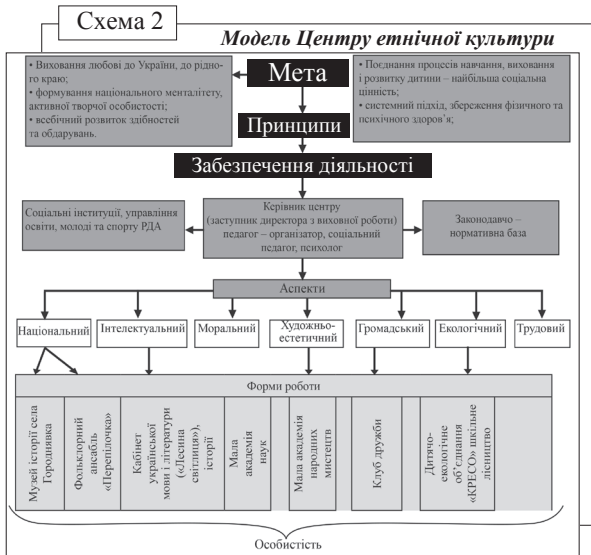 Схема 2
Модель Центру етнічної культури
• Виховання любові до України, до рідно-
го краю;
• формування національного менталітету,
активної творчої особистості;
• всебічний розвиток здібностей
та обдарувань.
Мета
• Поєднання процесів навчання, виховання
і розвитку дитини – найбільша соціальна
цінність;
• системний підхід, збереження фізичного та
психічного здоров’я;
Принципи
Забезпечення діяльності
Соціальні інституції, управління
освіти, молоді та спорту РДА
Керівник центру
(заступник директора з виховної роботи)
педагог – організатор, соціальний
педагог, психолог
Законодавчо –
нормативна база
Аспекти
Національний
Інтелектуальний
Моральний
Художньо-
естетичний
Громадський
Екологічний
Трудовий
Форми роботи
Музей історії села
Городнявка
Фольклорний
ансабль
«Перепілочка»
Кабінет
української
мови і літератури
(«Лесина
світлиця»),
історії
Мала
академія
наук
Мала академія
народних
мистецтв
Клуб дружби
Дитячо-
екологічне
об’єднання
«КРЕСО» шкільне
лісництво
Особистість